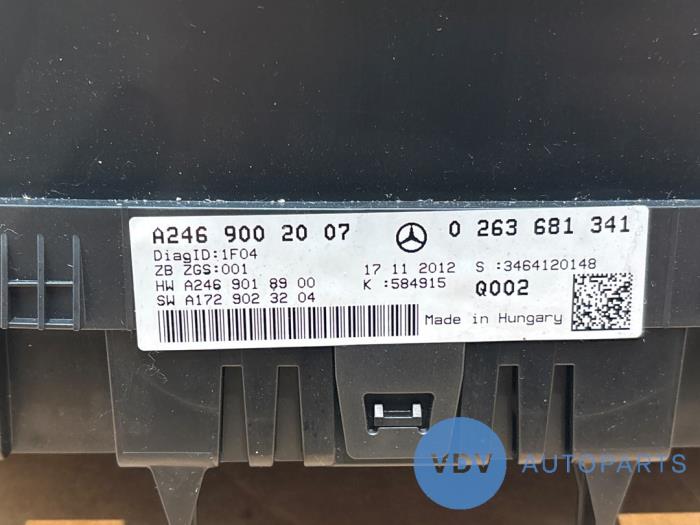 A246 900 20 07 0 263 681 341
DiagID:1F04
ZB ZGS:001 17 11 2012 S :3464120148
HW A246 901 89 00 K :584915 Q002
SW A172 902 32 04
Made in Hungary
VDV AUTOPARTS